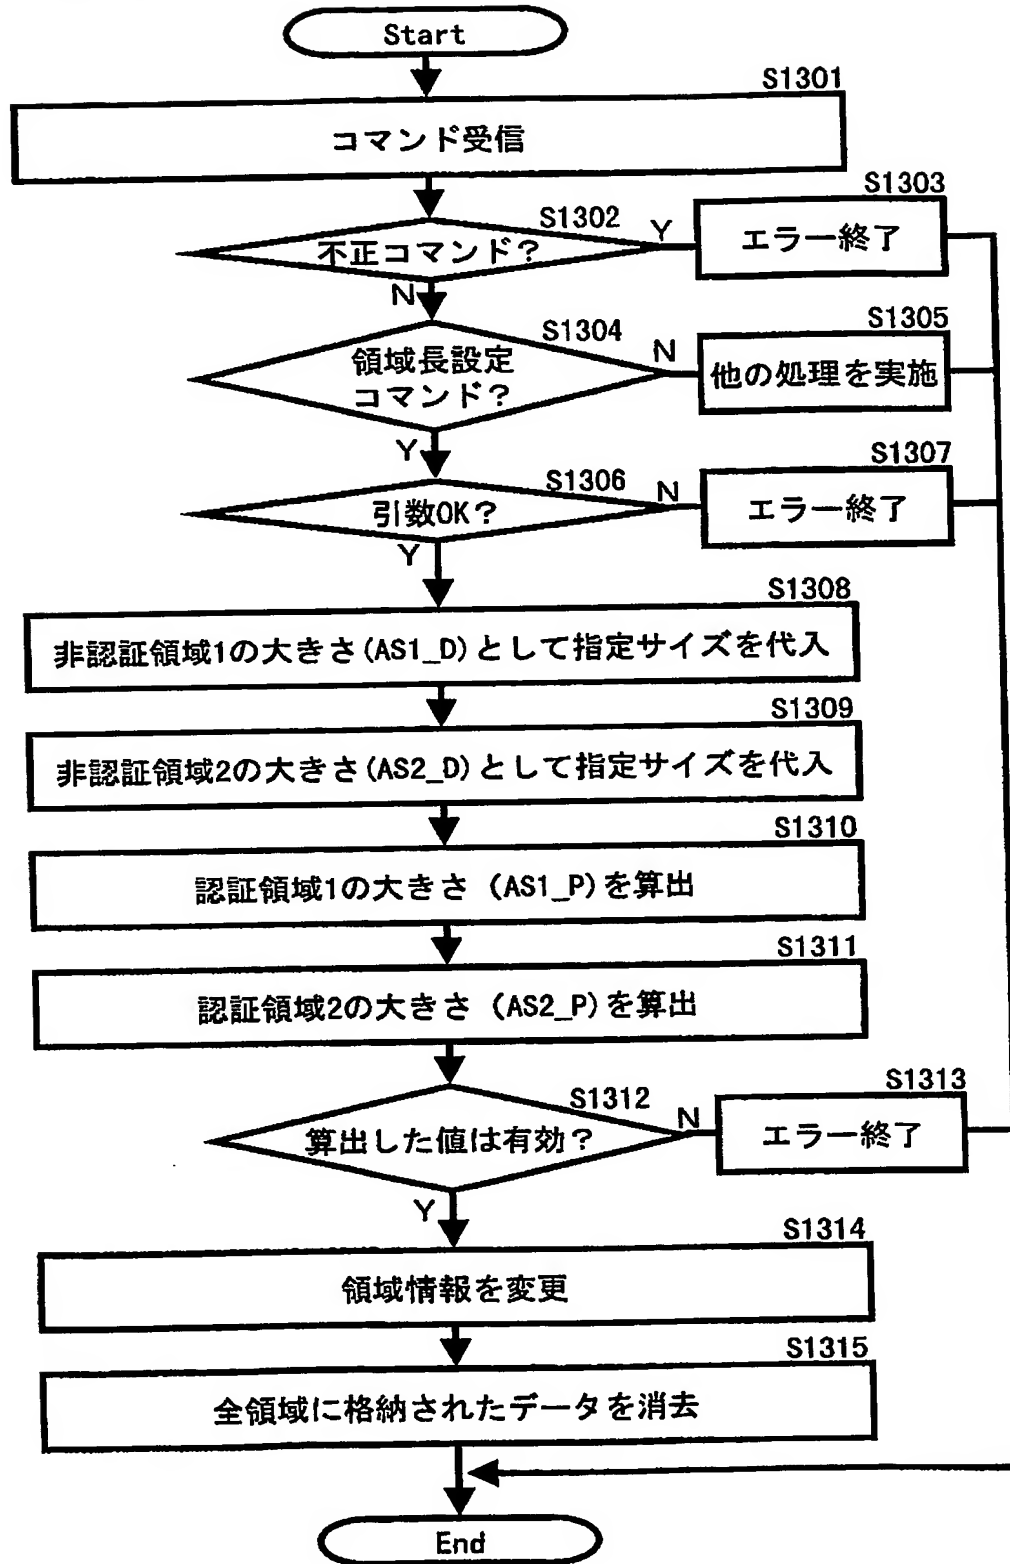 Start
S1301
コマンド受信
S1302
不正コマンド?
Y
S1303
エラー終了
N
S1304
領域長設定
コマンド?
N
S1305
他の処理を実施
Y
S1306
引数OK?
N
S1307
エラー終了
Y
S1308
非認証領域1の大きさ(AS1_D)として指定サイズを代入
S1309
非認証領域2の大きさ(AS2_D)として指定サイズを代入
S1310
認証領域1の大きさ (AS1_P)を算出
S1311
認証領域2の大きさ (AS2_P)を算出
S1312
算出した値は有効?
N
S1313
エラー終了
Y
S1314
領域情報を変更
S1315
全領域に格納されたデータを消去
End